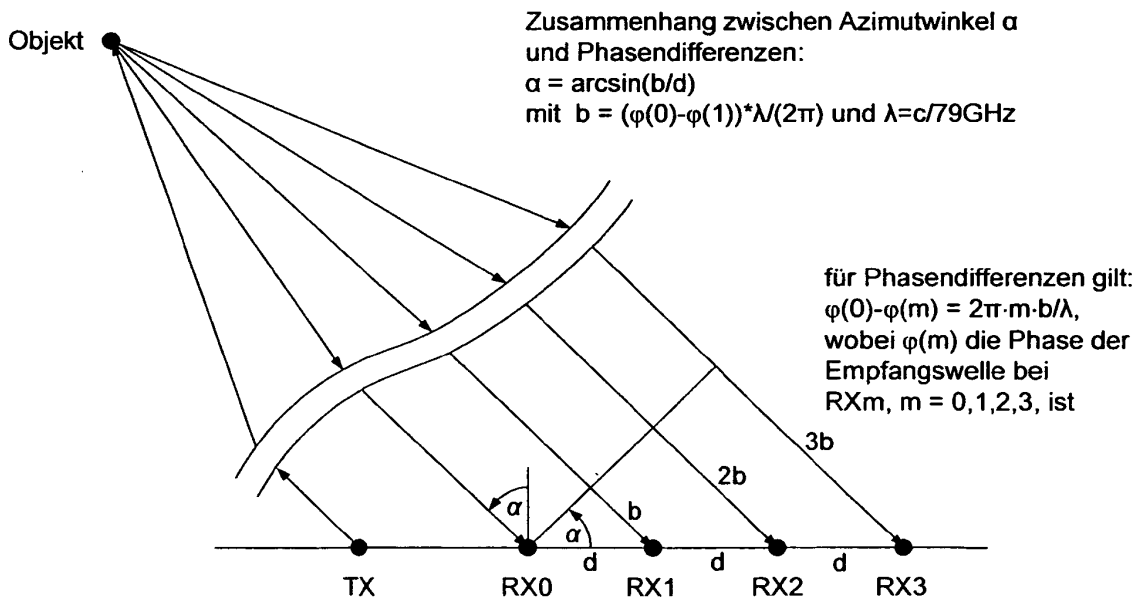 Objekt
Zusammenhang zwischen Azimutwinkel α
und Phasendifferenzen:
α = arcsin(b/d)
mit b = (φ(0)-φ(1))*λ/(2π) und λ=c/79GHz
für Phasendifferenzen gilt:
φ(0)-φ(m) = 2π·m·b/λ,
wobei φ(m) die Phase der
Empfangswelle bei
RXm, m = 0,1,2,3, ist
3b
2b
b
α
α
d
d
d
TX
RX0
RX1
RX2
RX3